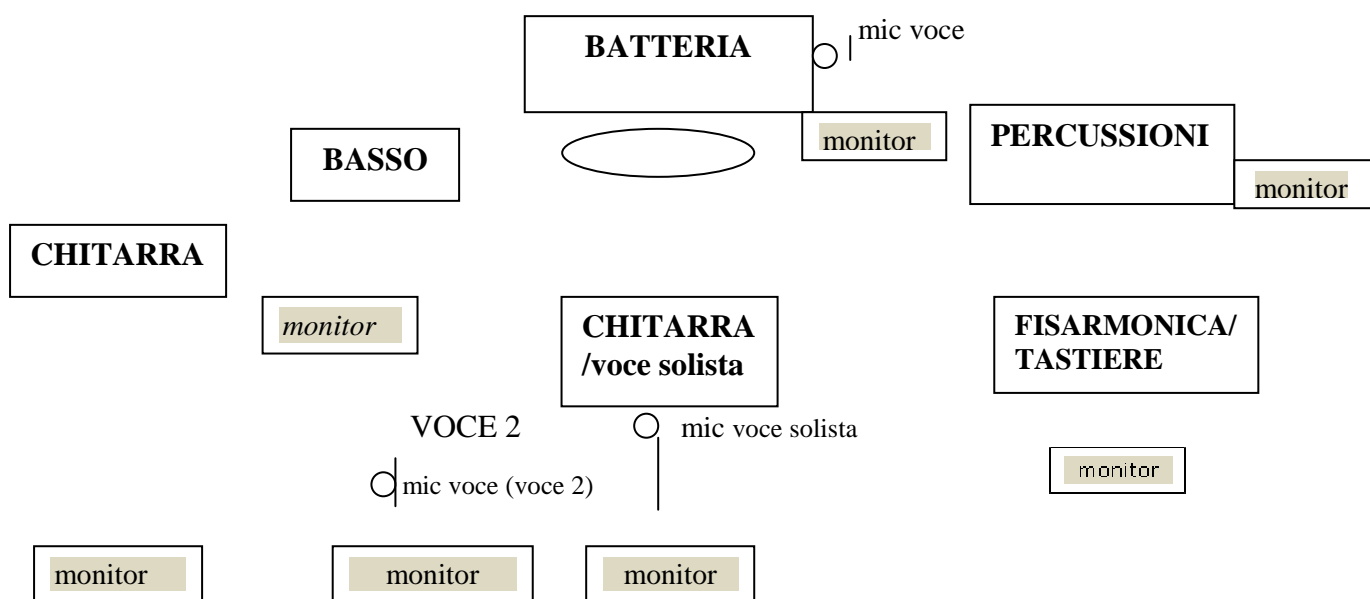 mic voce
BATTERIA
monitor
PERCUSSIONI
BASSO
monitor
CHITARRA
monitor
CHITARRA
/voce solista
FISARMONICA/
TASTIERE
VOCE 2
mic voce solista
monitor
mic voce (voce 2)
monitor
monitor
monitor